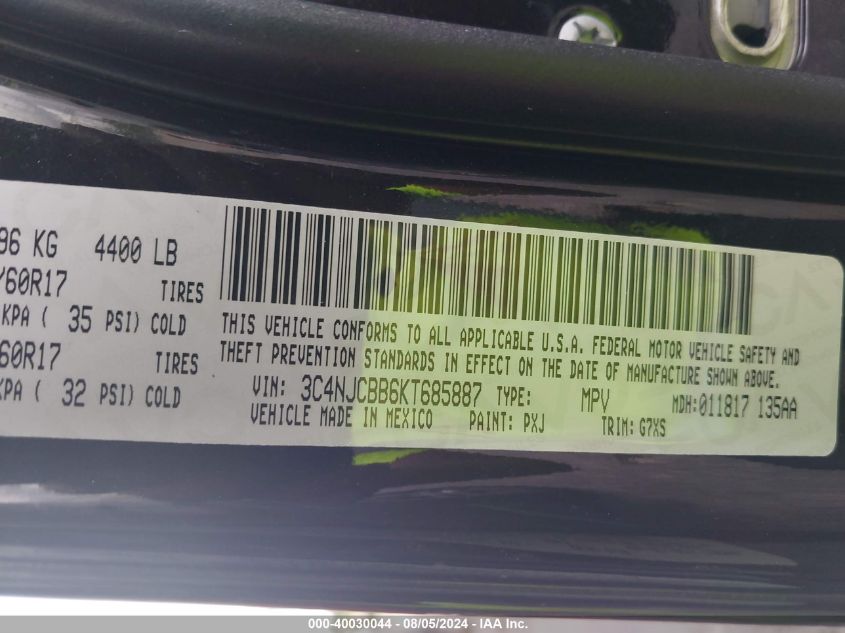 96 KG 4400 LB
60R17 TIRES
KPA ( 35 PSI) COLD
60R17 TIRES
KPA ( 32 PSI) COLD
THIS VEHICLE CONFORMS TO ALL APPLICABLE U.S.A. FEDERAL MOTOR VEHICLE SAFETY AND
THEFT PREVENTION STANDARDS IN EFFECT ON THE DATE OF MANUFACTURE SHOWN ABOVE.
VIN: 3C4NJCBB6KT685887 TYPE: MPV MDH:011817 135AA
VEHICLE MADE IN MEXICO PAINT: PXJ TRIM: G7XS
000-40030044 - 08/05/2024 - IAA Inc.